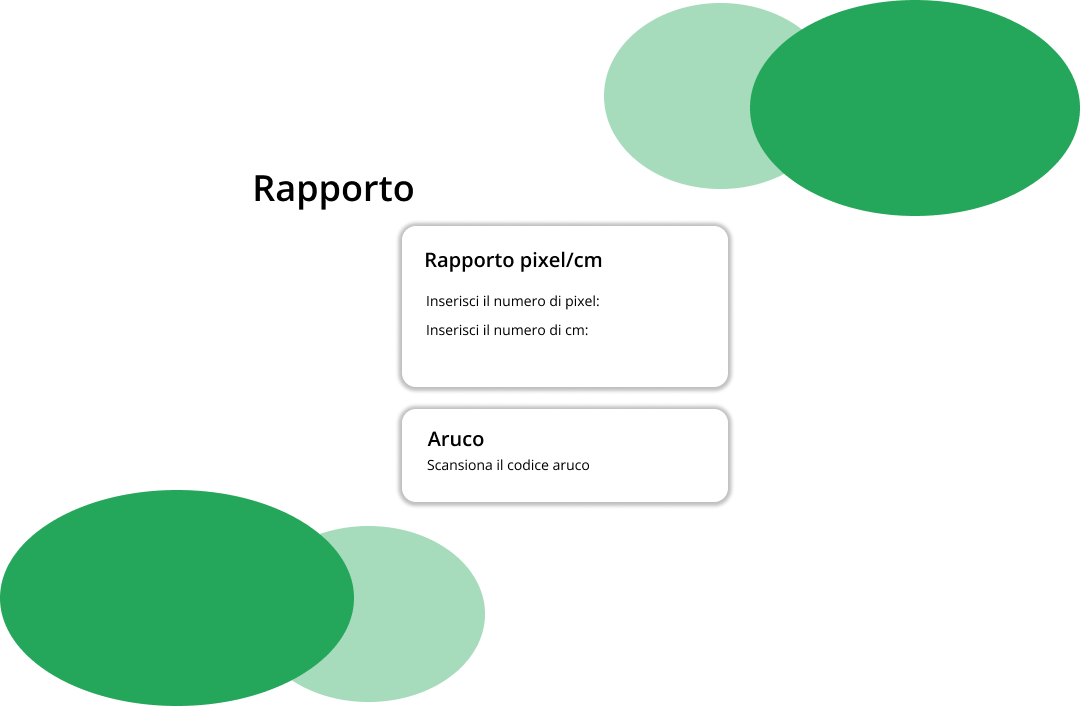 Rapporto
Rapporto pixel/cm
Inserisci il numero di pixel:
Inserisci il numero di cm:
Aruco
Scansiona il codice aruco